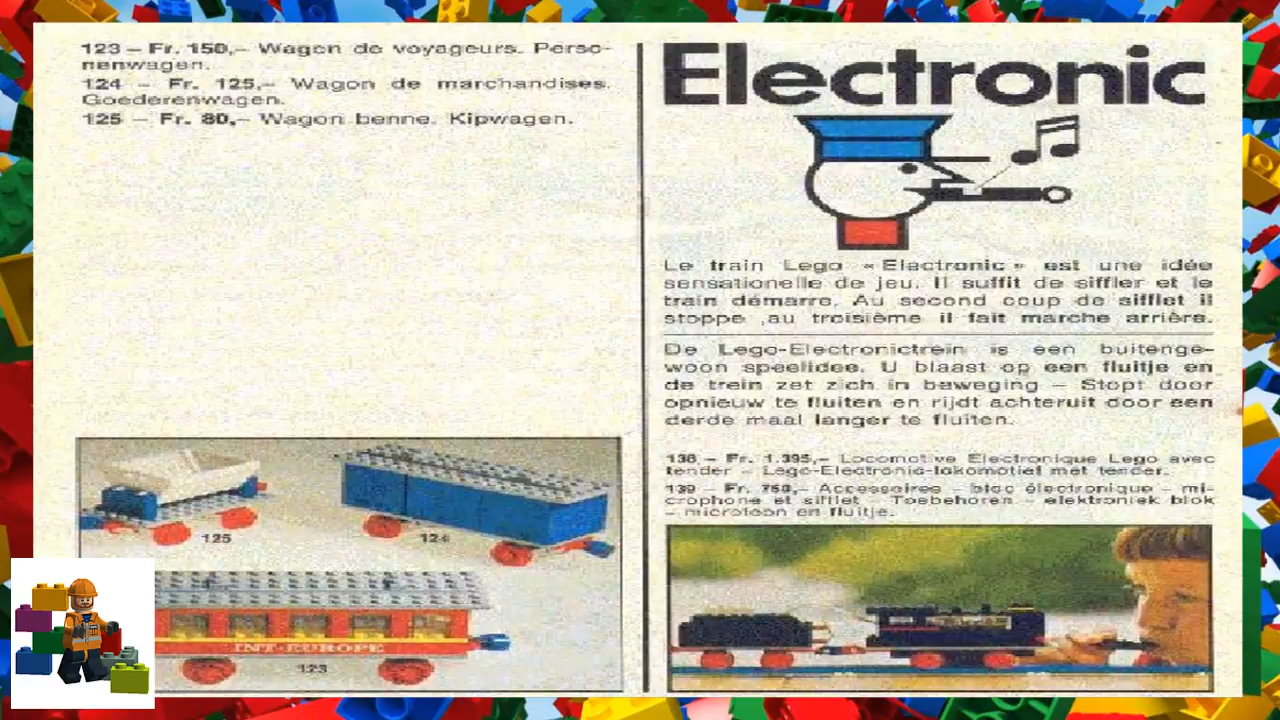 123 – Fr. 150,– Wagon de voyageurs. Perso-
nenwagen.
124 – Fr. 125,– Wagon de marchandises.
Goederenwagen.
125 – Fr. 80,– Wagon benne. Kipwagen.
125
124
INT-EUROPE
123
Electronic
Le train Lego « Electronic » est une idée
sensationelle de jeu. Il suffit de siffler et le
train démarre. Au second coup de sifflet il
stoppe ,au troisième il fait marche arrière.
De Lego-Electronictrein is een buitenge-
woon speelidee. U blaast op een fluitje en
de trein zet zich in beweging – Stopt door
opnieuw te fluiten en rijdt achteruit door een
derde maal langer te fluiten.
138 – Fr. 1.395,– Locomotive Electronique Lego avec
tender – Lego-Electronic-lokomotief met tender.
139 – Fr. 750,– Accessoires – bloc électronique – mi-
crophone et sifflet – Toebehoren – elektroniek blok
– microfoon en fluitje.